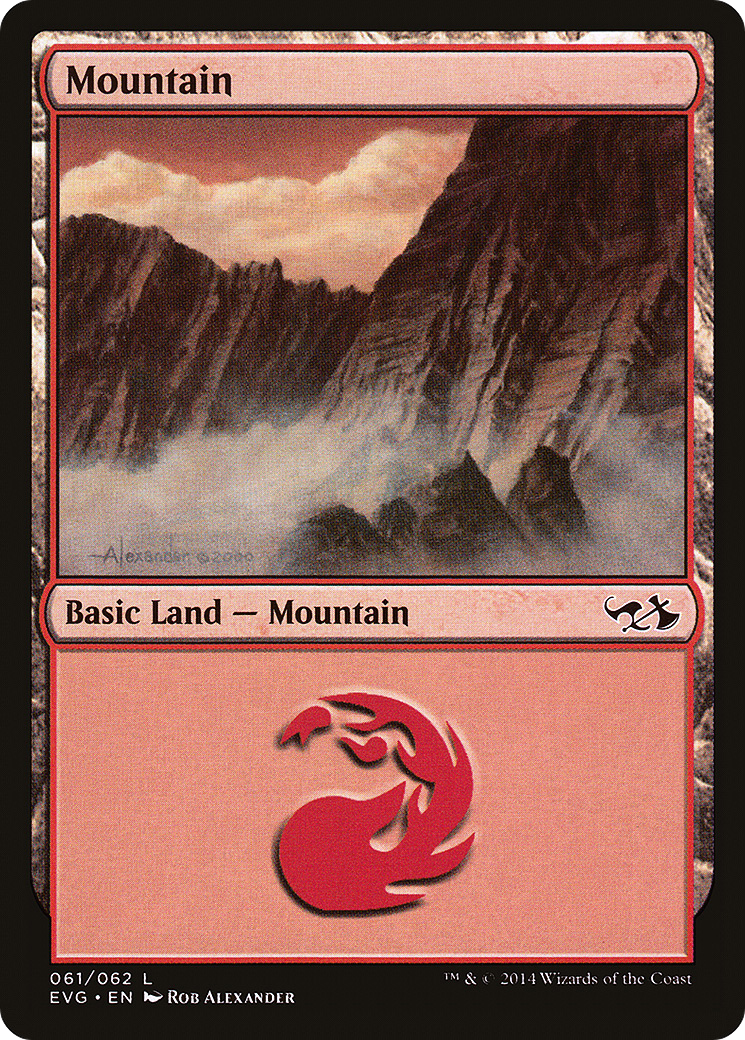 Mountain
Alexander ©2000
Basic Land — Mountain
061/062 L
™ & © 2014 Wizards of the Coast
EVG • EN Rob Alexander